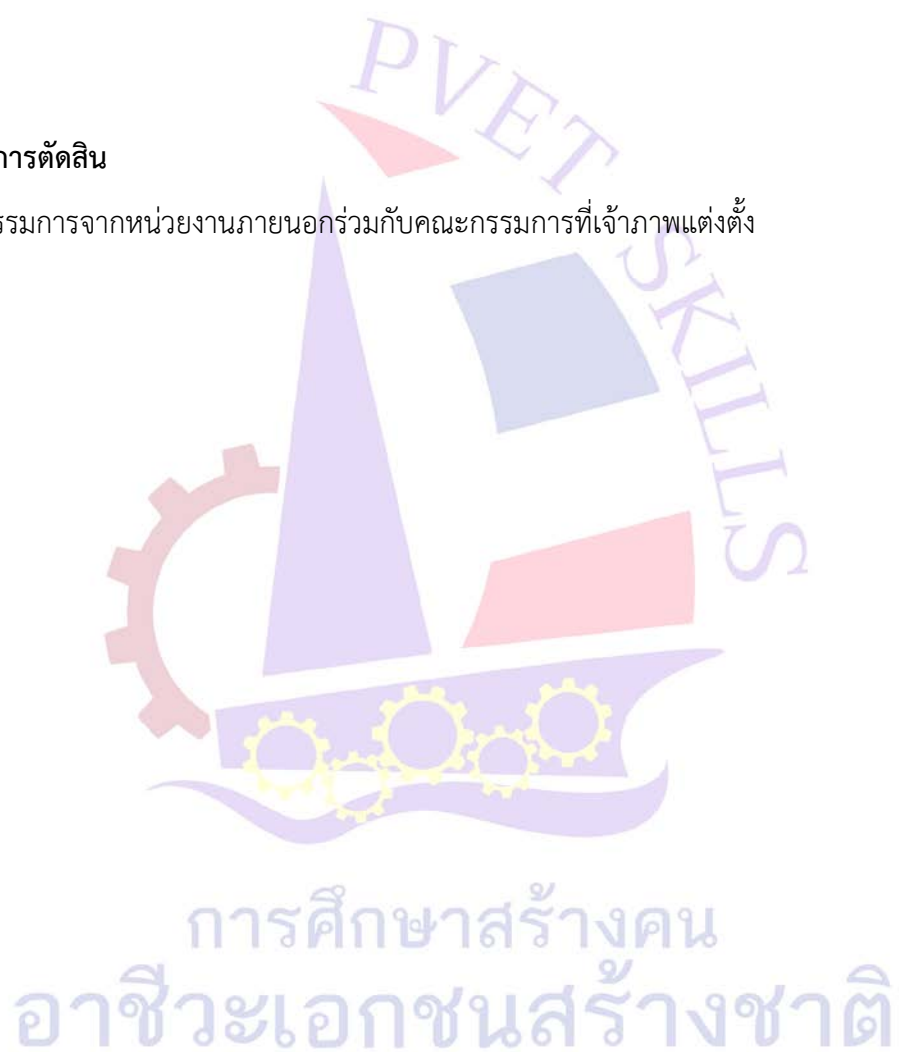 PVET SKILLS
การตัดสิน
รรมการจากหน่วยงานภายนอกร่วมกับคณะกรรมการที่เจ้าภาพแต่งตั้ง
การศึกษาสร้างคน
อาชีวะเอกชนสร้างชาติ